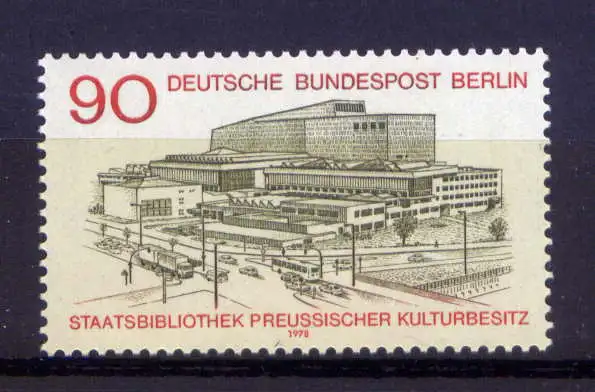 90
DEUTSCHE BUNDESPOST BERLIN
STAATSBIBLIOTHEK PREUSSISCHER KULTURBESITZ
1978